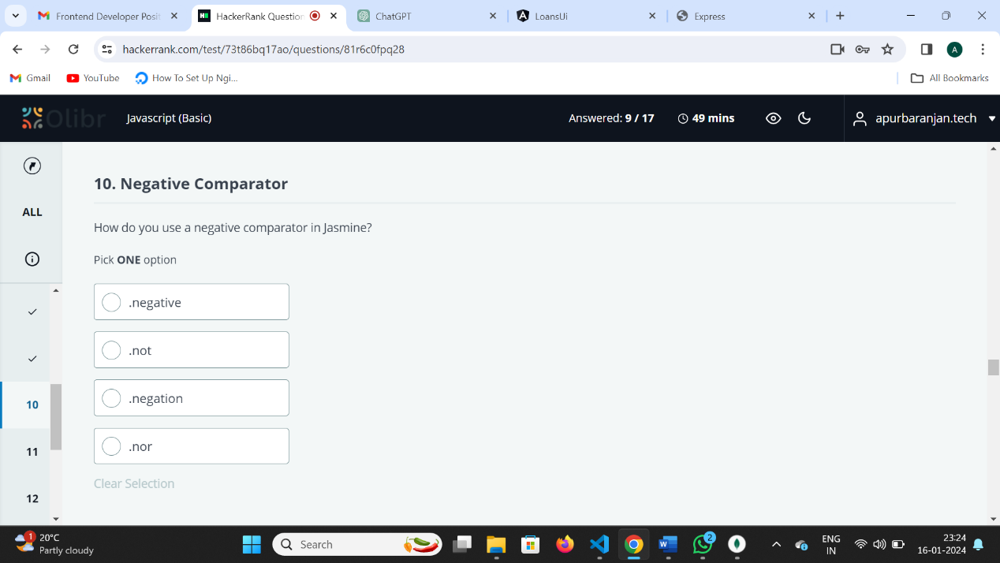 Frontend Developer Posit
HackerRank Question
ChatGPT
LoansUi
Express
hackerrank.com/test/73t86bq17ao/questions/81r6c0fpq28
A
Gmail
YouTube
How To Set Up Ngi...
All Bookmarks
Olibr
Javascript (Basic)
Answered: 9 / 17
49 mins
apurbaranjan.tech
ALL
10
11
12
10. Negative Comparator
How do you use a negative comparator in Jasmine?
Pick ONE option
.negative
.not
.negation
.nor
Clear Selection
1
20°C
Partly cloudy
Search
2
ENG
IN
23:24
16-01-2024